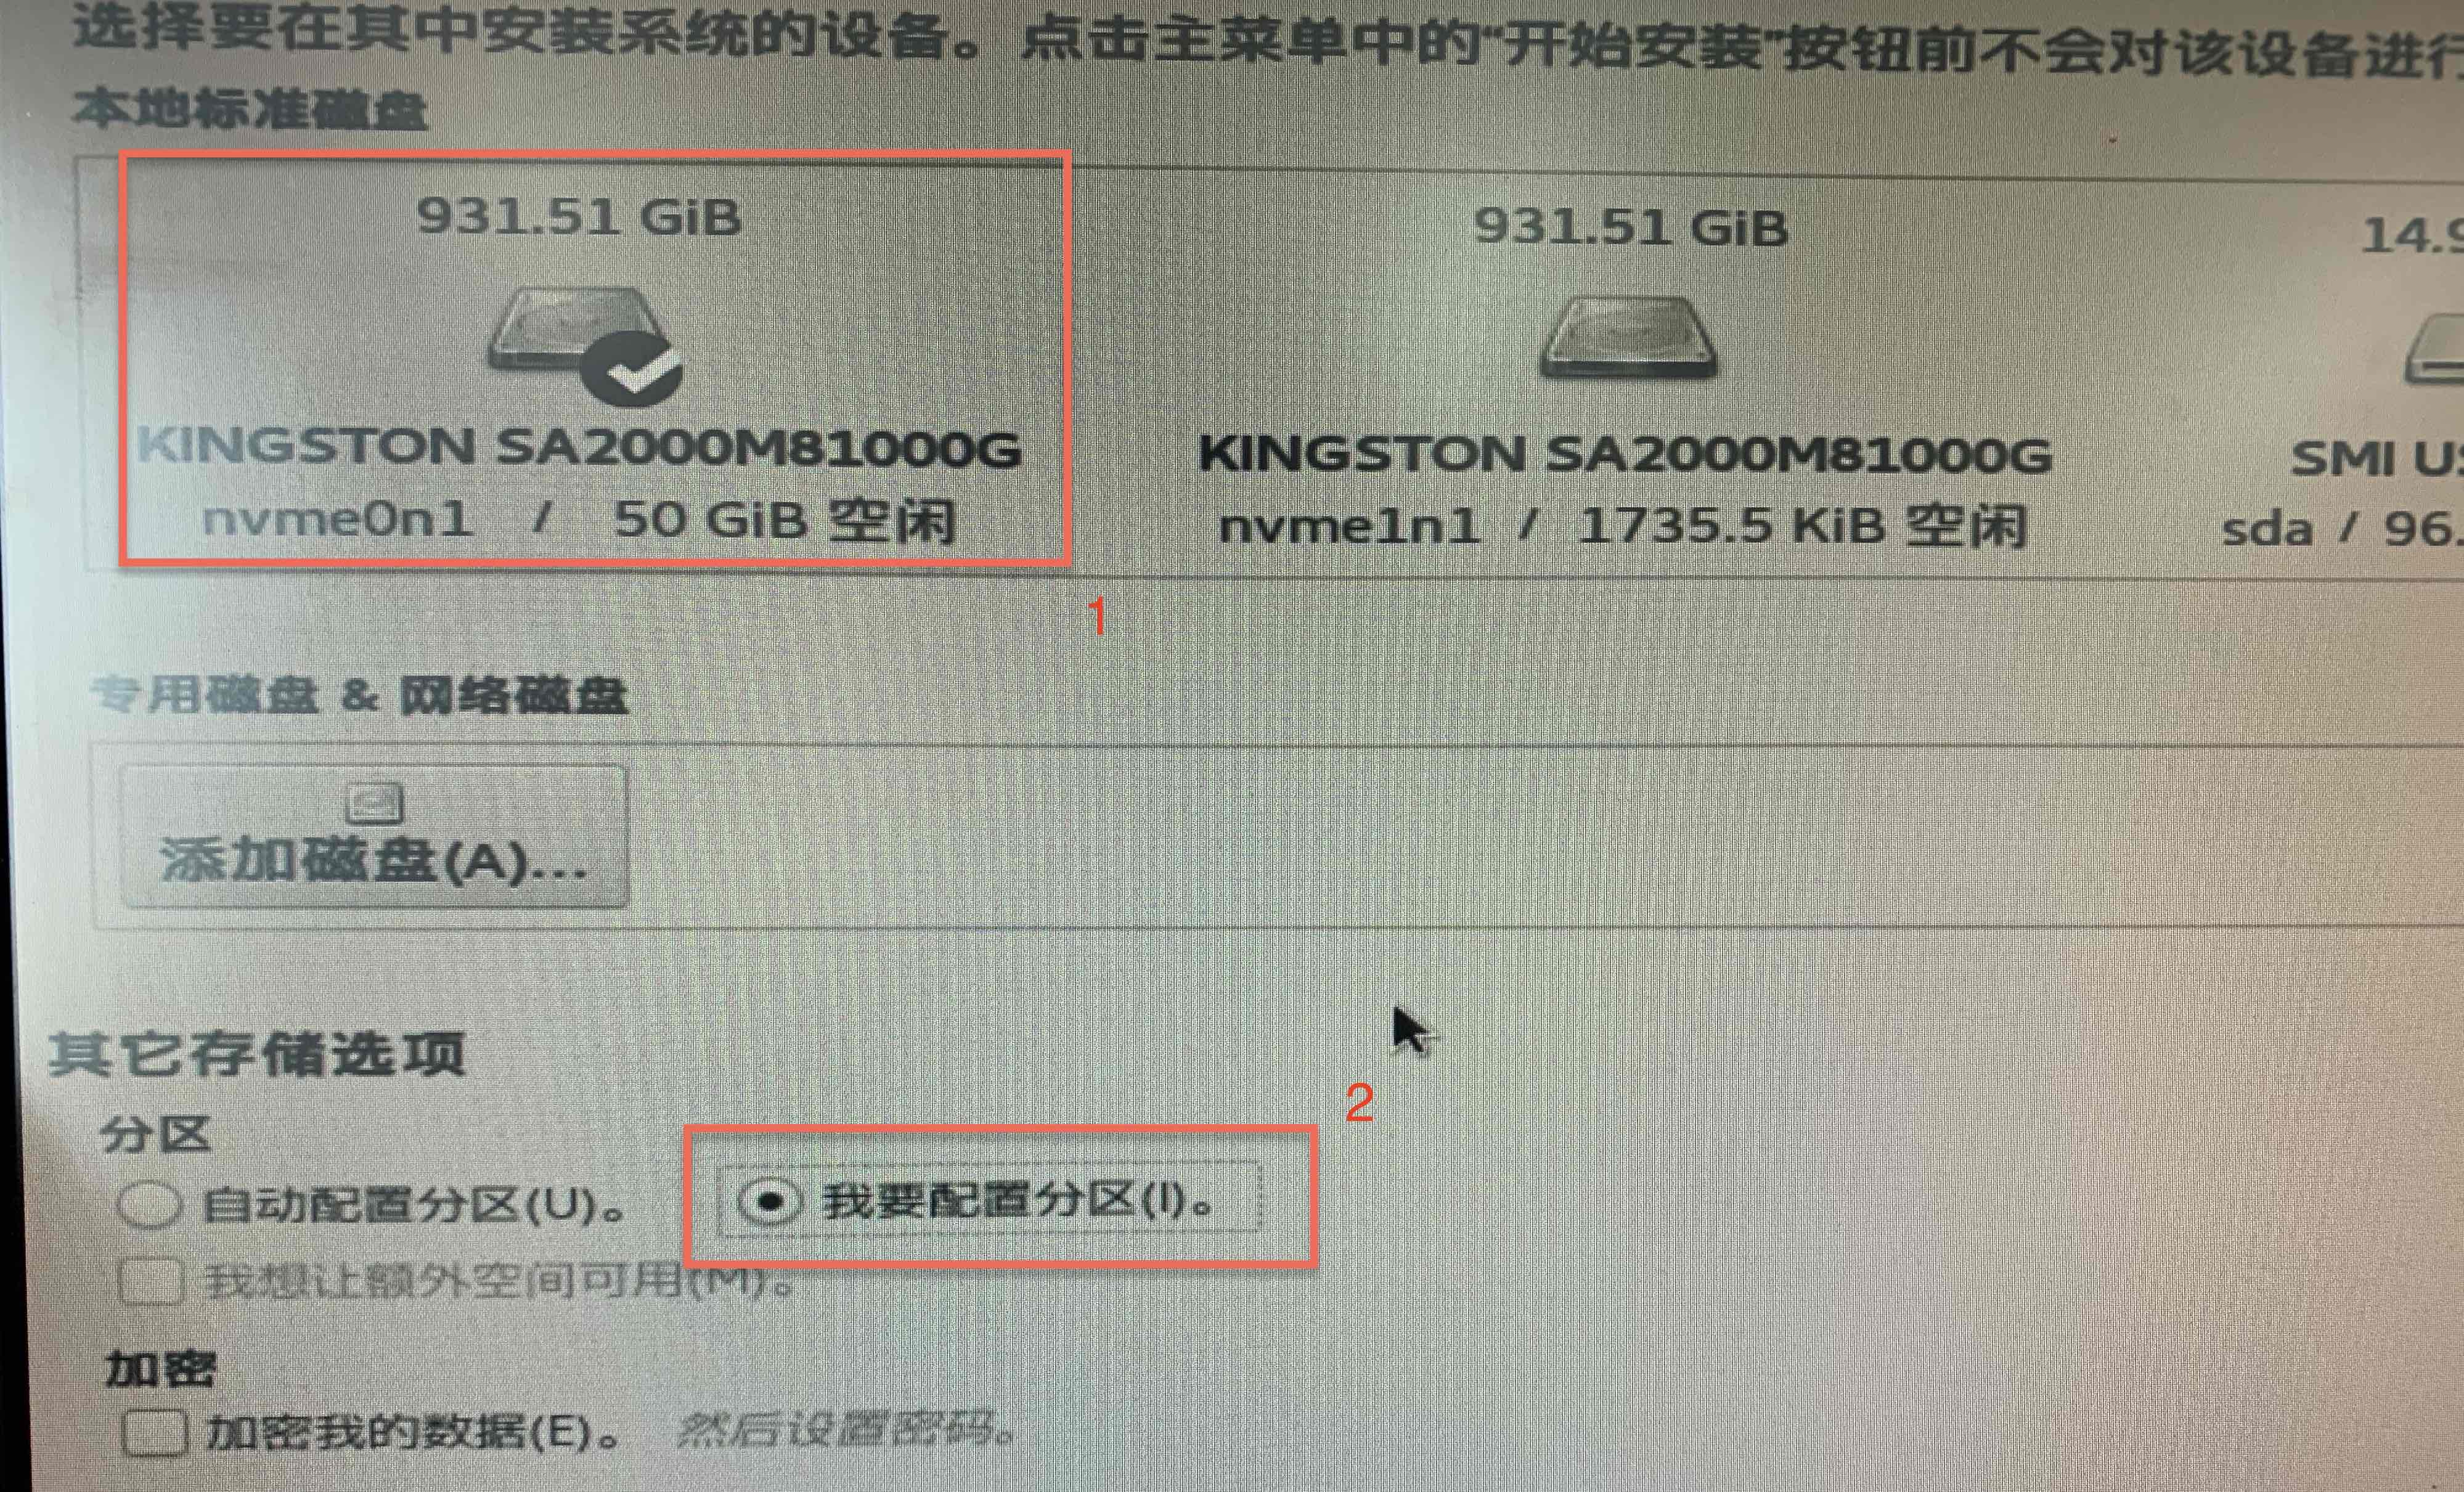 选择要在其中安装系统的设备。点击主菜单中的“开始安装”按钮前不会对该设备进行
本地标准磁盘
931.51 GiB
KINGSTON SA2000M81000G
nvme0n1 / 50 GiB 空闲
931.51 GiB
KINGSTON SA2000M81000G
nvme1n1 / 1735.5 KiB 空闲
14.9
SMI US
sda / 96.
1
专用磁盘 & 网络磁盘
添加磁盘(A)...
其它存储选项
2
分区
自动配置分区(U)。 我要配置分区(I)。
我想让额外空间可用(M)。
加密
加密我的数据(E)。 然后设置密码。